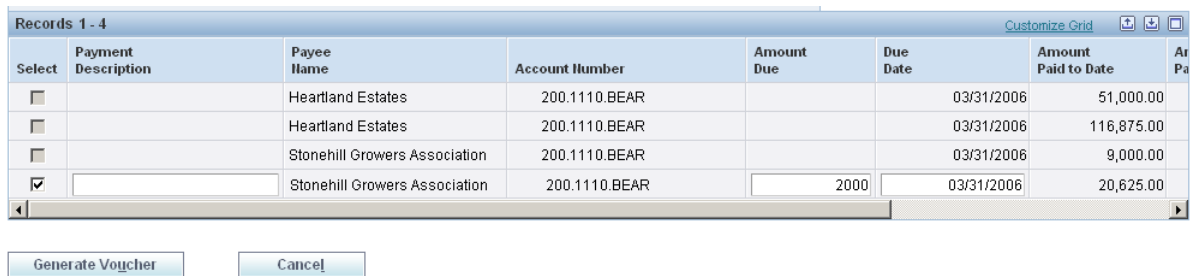 Records 1 - 4 Customize Grid
Select Payment Description Payee Name Account Number Amount Due Due Date Amount Paid to Date
Heartland Estates 200.1110.BEAR 03/31/2006 51,000.00
Heartland Estates 200.1110.BEAR 03/31/2006 116,875.00
Stonehill Growers Association 200.1110.BEAR 03/31/2006 9,000.00
Stonehill Growers Association 200.1110.BEAR 2000 03/31/2006 20,625.00
Generate Voucher Cancel